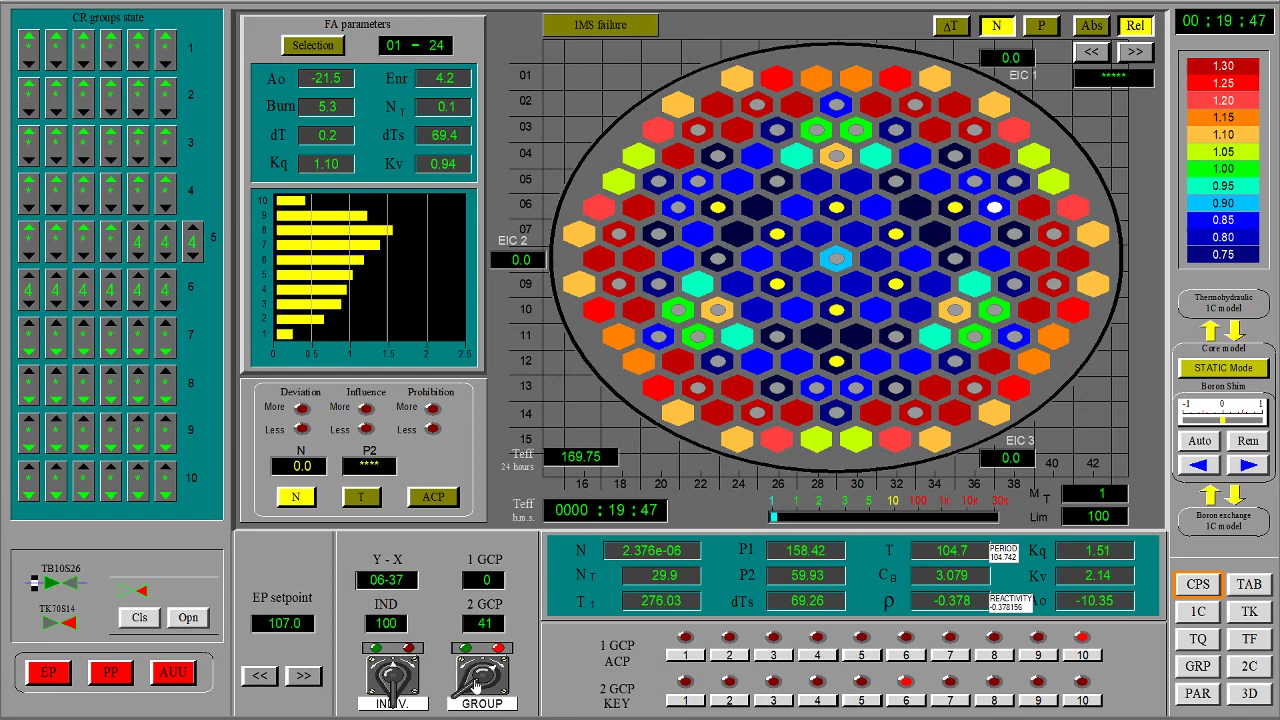 CR groups state
* * * * * * 1
* * * * * * 2
* * * * * * 3
* * * * * * 4
* * * * 4 4 4 5
4 4 4 4 4 4 6
* * * * * * 7
* * * * * * 8
* * * * * * 9
* * * * * * 10
FA parameters
Selection 01 - 24
Ao -21.5 Enr 4.2
Burn 5.3 N T 0.1
dT 0.2 dTs 69.4
Kq 1.10 Kv 0.94
10
9
8
7
6
5
4
3
2
1
0 0.5 1 1.5 2 2.5
Deviation Influence Prohibition
More More More
Less Less Less
N P2
0.0 ****
N T ACP
IMS failure
ΔT N P Abs Rel
<< >>
0.0
EIC 1
*****
01
02
03
04
05
06
07
EIC 2
0.0
09
10
11
12
13
14
15
EIC 3
0.0
Teff
24 hours
169.75
16 18 20 22 24 26 28 30 32 34 36 38 40 42
Teff
h.m.s.
0000 : 19 : 47
1 1 2 3 5 10 100 1к 10к 30к
M T 1
Lim 100
00 : 19 : 47
1.30
1.25
1.20
1.15
1.10
1.05
1.00
0.95
0.90
0.85
0.80
0.75
Thermohydraulic
1C model
Core model
STATIC Mode
Boron Shim
-1 0 1
Auto Rem
Boron exchange
1C model
TB10S26
TK10S14
Cls Opn
EP PP AUU
EP setpoint
107.0
<< >>
Y - X 1 GCP
06-37 0
IND 2 GCP
100 41
INDIV. GROUP
N 2.376e-06 P1 158.42 T 104.7 PERIOD 104.742 Kq 1.51
N T 29.9 P2 59.93 C B 3.079 Kv 2.14
T 1 276.03 dTs 69.26 ρ -0.378 REACTIVITY -0.378156 Ao -10.35
1 GCP
ACP
1 2 3 4 5 6 7 8 9 10
2 GCP
KEY
1 2 3 4 5 6 7 8 9 10
CPS TAB
1C TK
TQ TF
GRP 2C
PAR 3D